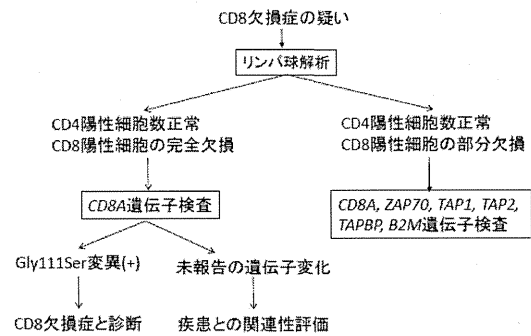 CD8欠損症の疑い
リンパ球解析
CD4陽性細胞数正常
CD8陽性細胞の完全欠損
CD4陽性細胞数正常
CD8陽性細胞の部分欠損
CD8A遺伝子検査
CD8A, ZAP70, TAP1, TAP2,
TAPBP, B2M遺伝子検査
Gly111Ser変異(+)
未報告の遺伝子変化
CD8欠損症と診断
疾患との関連性評価